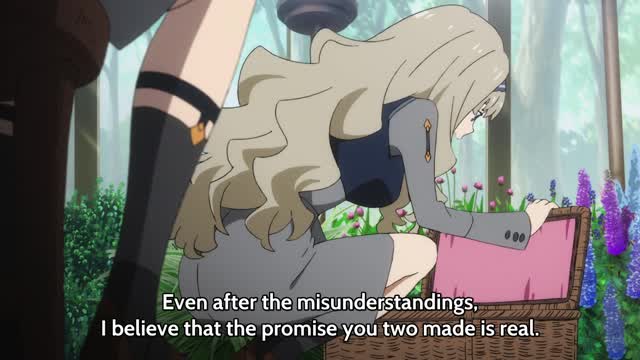 Even after the misunderstandings,
I believe that the promise you two made is real.